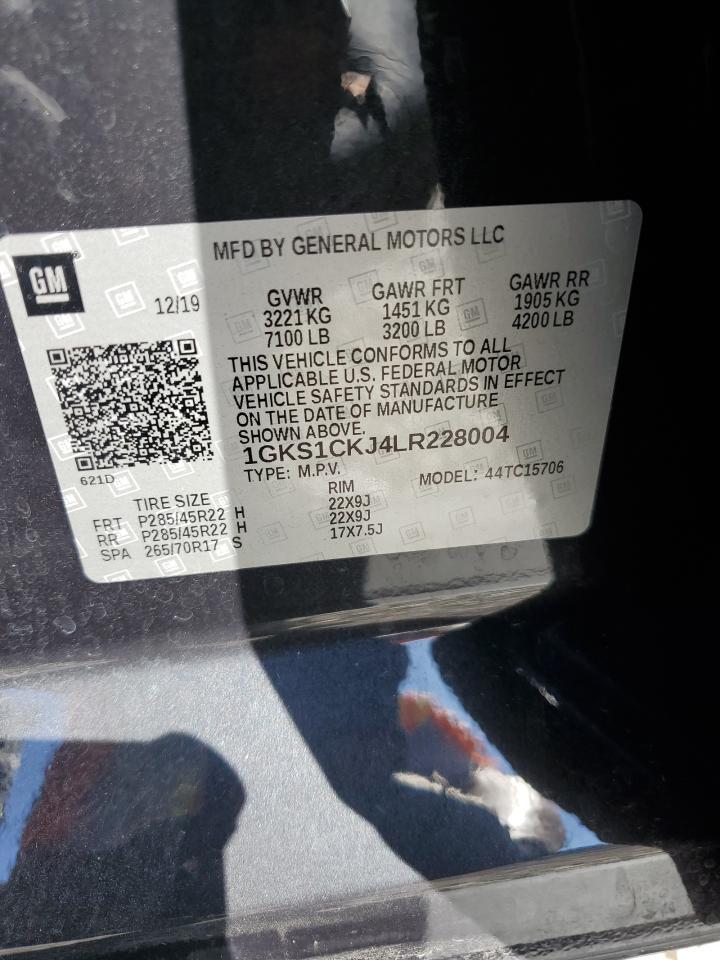 MFD BY GENERAL MOTORS LLC
GM
12/19
GVWR
3221 KG
7100 LB
GAWR FRT
1451 KG
3200 LB
GAWR RR
1905 KG
4200 LB
THIS VEHICLE CONFORMS TO ALL
APPLICABLE U.S. FEDERAL MOTOR
VEHICLE SAFETY STANDARDS IN EFFECT
ON THE DATE OF MANUFACTURE
SHOWN ABOVE.
1GKS1CKJ4LR228004
621D
TYPE: M.P.V. MODEL: 44TC15706
TIRE SIZE RIM
FRT P285/45R22 H 22X9J
RR P285/45R22 H 22X9J
SPA 265/70R17 S 17X7.5J